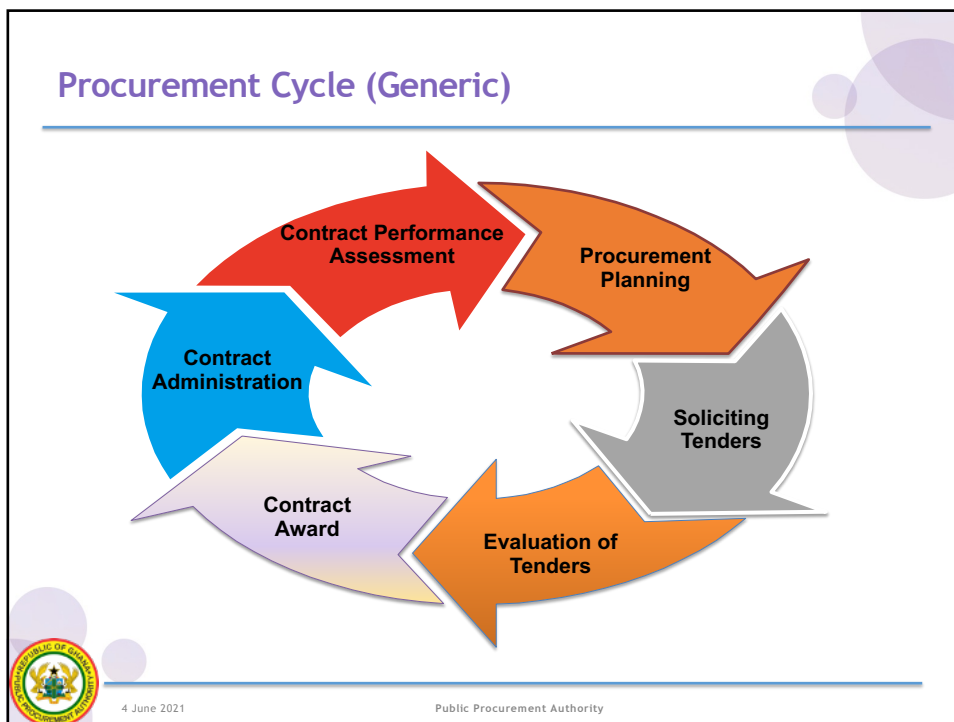 Procurement Cycle (Generic)
Contract Performance
Assessment
Procurement
Planning
Soliciting
Tenders
Evaluation of
Tenders
Contract
Award
Contract
Administration
REPUBLIC OF GHANA
PUBLIC PROCUREMENT AUTHORITY
4 June 2021
Public Procurement Authority